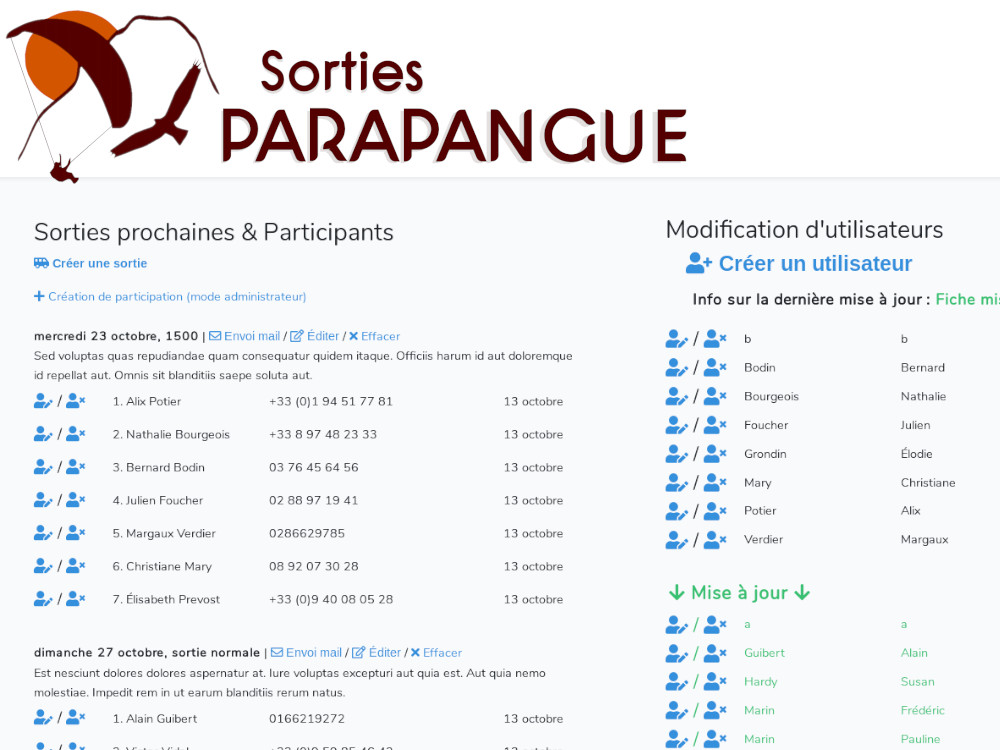 Sorties
PARAPANGUE
Sorties prochaines & Participants
Créer une sortie
Création de participation (mode administrateur)
mercredi 23 octobre, 1500 | Envoi mail / Éditer / Effacer
Sed voluptas quas repudiandae quam consequatur quidem itaque. Officiis harum id aut doloremque
id repellat aut. Omnis sit blanditiis saepe soluta aut.
/ 1. Alix Potier +33 (0)1 94 51 77 81 13 octobre
/ 2. Nathalie Bourgeois +33 8 97 48 23 33 13 octobre
/ 3. Bernard Bodin 03 76 45 64 56 13 octobre
/ 4. Julien Foucher 02 88 97 19 41 13 octobre
/ 5. Margaux Verdier 0286629785 13 octobre
/ 6. Christiane Mary 08 92 07 30 28 13 octobre
/ 7. Élisabeth Prevost +33 (0)9 40 08 05 28 13 octobre
dimanche 27 octobre, sortie normale | Envoi mail / Éditer / Effacer
Est nesciunt dolores dolores aspernatur at. Iure voluptas excepturi aut quia est. Aut quia nemo
molestiae. Impedit rem in ut earum blanditiis rerum natus.
/ 1. Alain Guibert 0166219272 13 octobre
Modification d'utilisateurs
Créer un utilisateur
Info sur la dernière mise à jour : Fiche
/ b b
/ Bodin Bernard
/ Bourgeois Nathalie
/ Foucher Julien
/ Grondin Élodie
/ Mary Christiane
/ Potier Alix
/ Verdier Margaux
↓ Mise à jour ↓
/ a a
/ Guibert Alain
/ Hardy Susan
/ Marin Frédéric
/ Marin Pauline